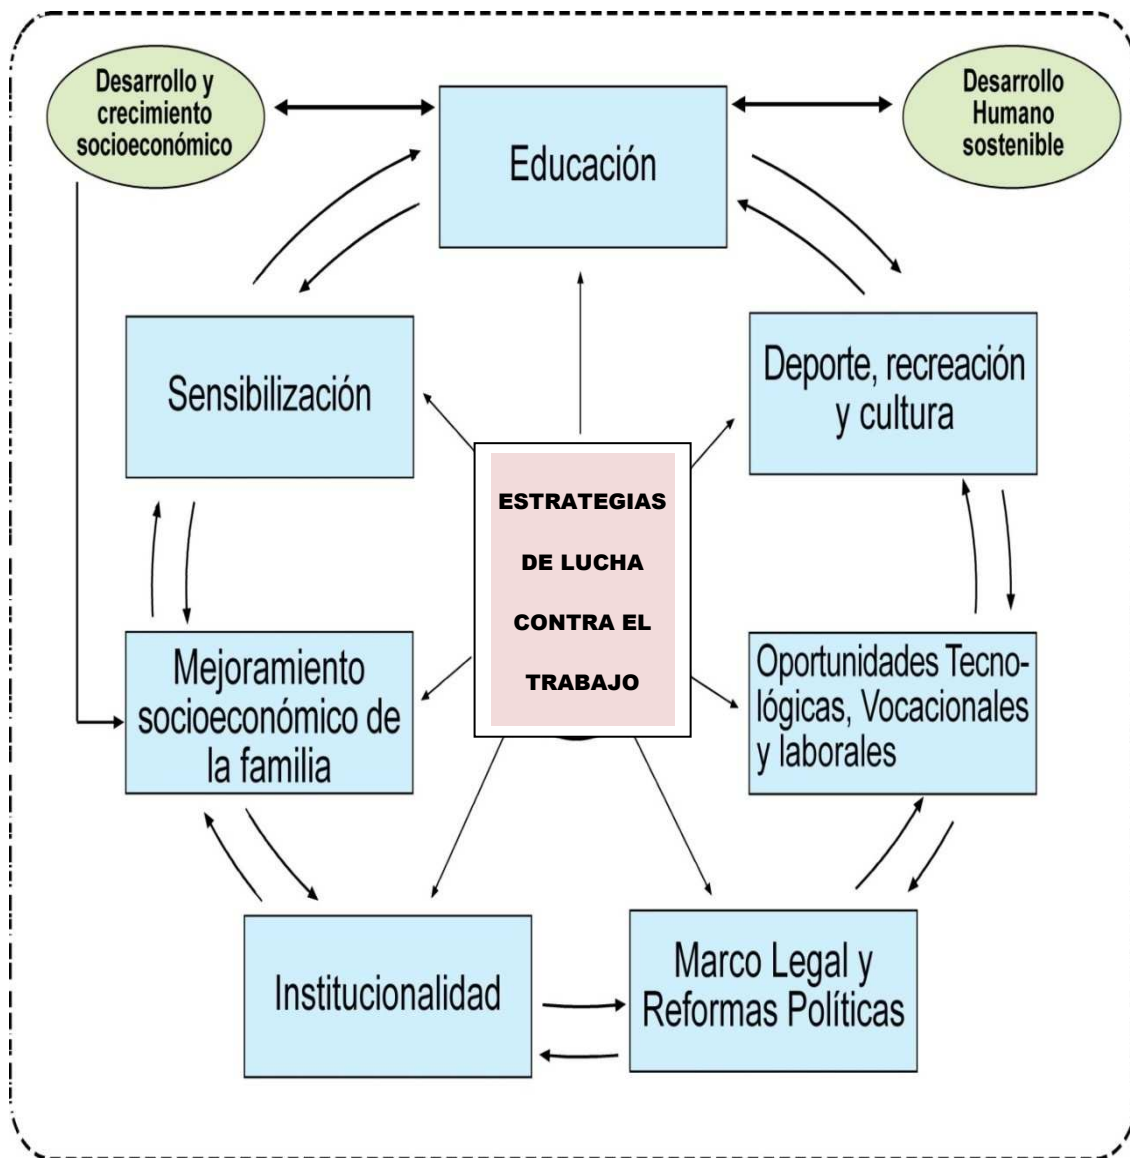 Desarrollo y
crecimiento
socioeconómico
Educación
Desarrollo
Humano
sostenible
Sensibilización
Deporte, recreación
y cultura
ESTRATEGIAS
DE LUCHA
CONTRA EL
TRABAJO
Mejoramiento
socioeconómico de
la familia
Oportunidades Tecno-
lógicas, Vocacionales
y laborales
Institucionalidad
Marco Legal y
Reformas Políticas